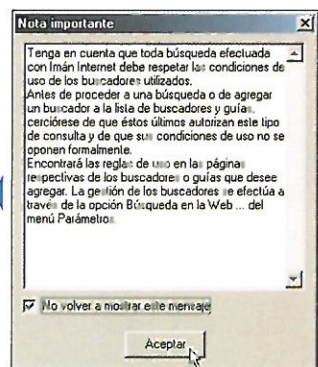 Nota importante
Tenga en cuenta que toda búsqueda efectuada
con Imán Internet debe respetar las condiciones de
uso de los buscadores utilizados.
Antes de proceder a una búsqueda o de agregar
un buscador a la lista de buscadores y guías,
cerciórese de que éstos últimos autorizan este tipo
de consulta y de que sus condiciones de uso no se
oponen formalmente.
Encontrará las reglas de uso en las páginas
respectivas de los buscadores o guías que desee
agregar. La gestión de los buscadores se efectúa a
través de la opción Búsqueda en la Web ... del
menú Parámetros.
No volver a mostrar este mensaje
Aceptar